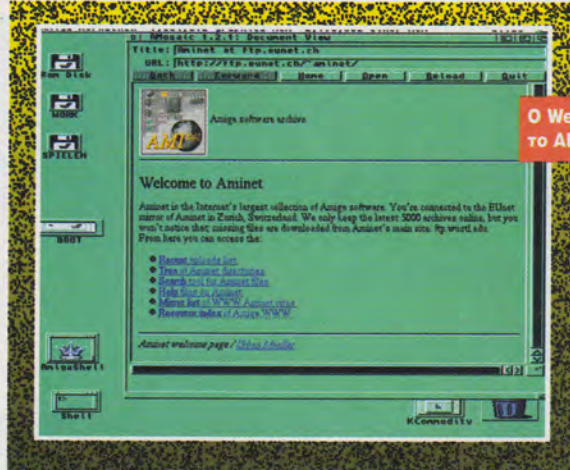 AMosaic 1.2.1: Document View
Title: Aminet at ftp.eunet.ch
URL: http://ftp.eunet.ch/~aminet/
Back Forward Home Open Reload Quit
Ram Disk
WORK
SPIELEN
BOOT
AmigaShell
Shell
AMI
Amiga software archive
Ο We
το Α
Welcome to Aminet
Aminet is the Internet's largest collection of Amiga software. You're connected to the EUnet
mirror of Aminet in Zurich, Switzerland. We only keep the latest 5000 archives online, but you
won't notice that; missing files are downloaded from Aminet's main site: ftp.wustl.edu.
From here you can access the:
Recent uploads list.
Tree of Aminet directories
Search tool for Aminet files
Help files on Aminet.
Mirror list of WWW Aminet sites
Resource index of Amiga WWW.
Aminet welcome page / Urban Müller
KCommodity